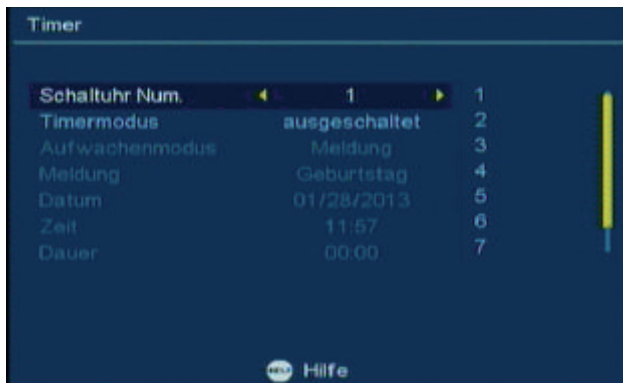 Timer
Schaltuhr Num. 1 1
Timermodus ausgeschaltet 2
Aufwachenmodus Meldung 3
Meldung Geburtstag 4
Datum 01/28/2013 5
Zeit 11:57 6
Dauer 00:00 7
HELP Hilfe